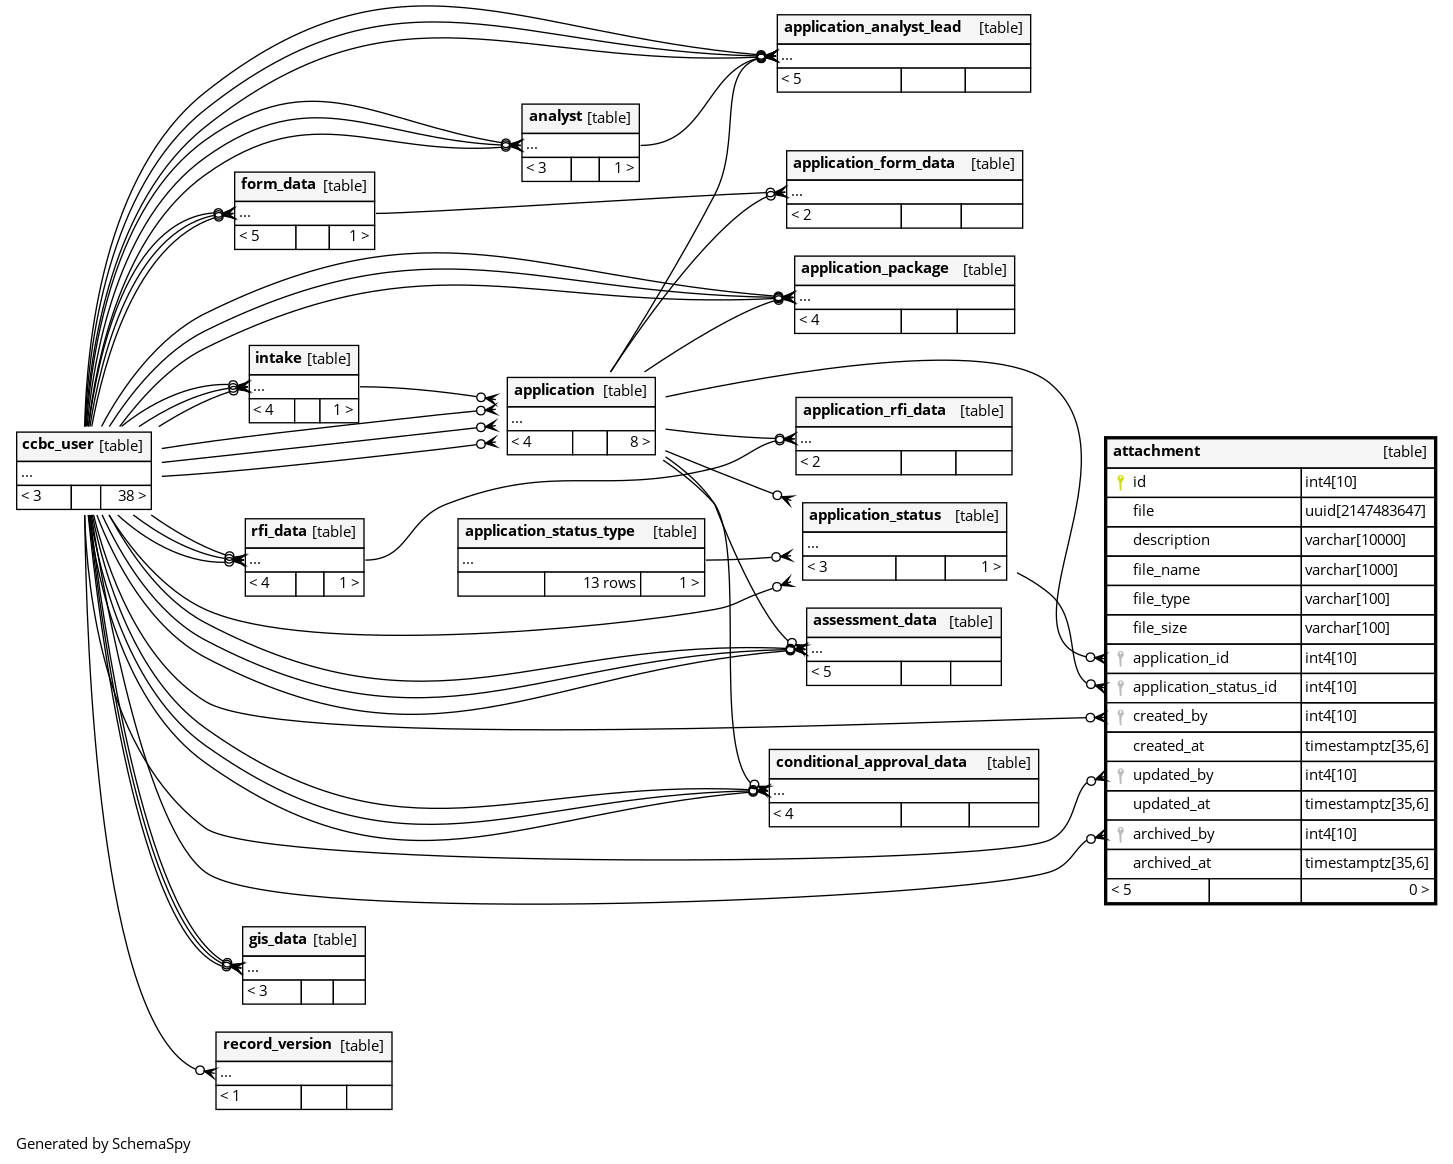 application_analyst_lead [table]
...
< 5
analyst [table]
...
< 3 1 >
application_form_data [table]
...
< 2
form_data [table]
...
< 5 1 >
application_package [table]
...
< 4
intake [table]
...
< 4 1 >
application [table]
...
< 4 8 >
application_rfi_data [table]
...
< 2
ccbc_user [table]
...
< 3 38 >
rfi_data [table]
...
< 4 1 >
application_status_type [table]
...
13 rows 1 >
application_status [table]
...
< 3 1 >
assessment_data [table]
...
< 5
conditional_approval_data [table]
...
< 4
attachment [table]
id int4[10]
file uuid[2147483647]
description varchar[10000]
file_name varchar[1000]
file_type varchar[100]
file_size varchar[100]
application_id int4[10]
application_status_id int4[10]
created_by int4[10]
created_at timestamptz[35,6]
updated_by int4[10]
updated_at timestamptz[35,6]
archived_by int4[10]
archived_at timestamptz[35,6]
< 5 0 >
gis_data [table]
...
< 3
record_version [table]
...
< 1
Generated by SchemaSpy